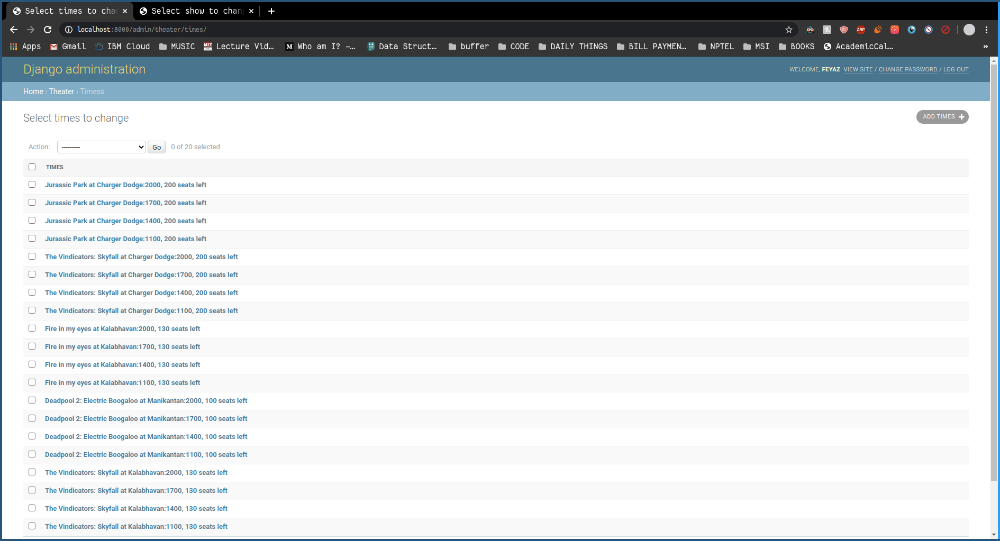 Select times to cha
Select show to chan
localhost:8000/admin/theater/times/
ABP
Apps
Gmail
IBM Cloud
MUSIC
MIT OCW Lecture Vid…
M Who am I? –…
Data Struct…
buffer
CODE
DAILY THINGS
BILL PAYMEN…
NPTEL
MSI
BOOKS
AcademicCal…
»
Django administration
WELCOME, FEYAZ. VIEW SITE / CHANGE PASSWORD / LOG OUT
Home › Theater › Timess
Select times to change
ADD TIMES +
Action: --------- Go 0 of 20 selected
TIMES
Jurassic Park at Charger Dodge:2000, 200 seats left
Jurassic Park at Charger Dodge:1700, 200 seats left
Jurassic Park at Charger Dodge:1400, 200 seats left
Jurassic Park at Charger Dodge:1100, 200 seats left
The Vindicators: Skyfall at Charger Dodge:2000, 200 seats left
The Vindicators: Skyfall at Charger Dodge:1700, 200 seats left
The Vindicators: Skyfall at Charger Dodge:1400, 200 seats left
The Vindicators: Skyfall at Charger Dodge:1100, 200 seats left
Fire in my eyes at Kalabhavan:2000, 130 seats left
Fire in my eyes at Kalabhavan:1700, 130 seats left
Fire in my eyes at Kalabhavan:1400, 130 seats left
Fire in my eyes at Kalabhavan:1100, 130 seats left
Deadpool 2: Electric Boogaloo at Manikantan:2000, 100 seats left
Deadpool 2: Electric Boogaloo at Manikantan:1700, 100 seats left
Deadpool 2: Electric Boogaloo at Manikantan:1400, 100 seats left
Deadpool 2: Electric Boogaloo at Manikantan:1100, 100 seats left
The Vindicators: Skyfall at Kalabhavan:2000, 130 seats left
The Vindicators: Skyfall at Kalabhavan:1700, 130 seats left
The Vindicators: Skyfall at Kalabhavan:1400, 130 seats left
The Vindicators: Skyfall at Kalabhavan:1100, 130 seats left